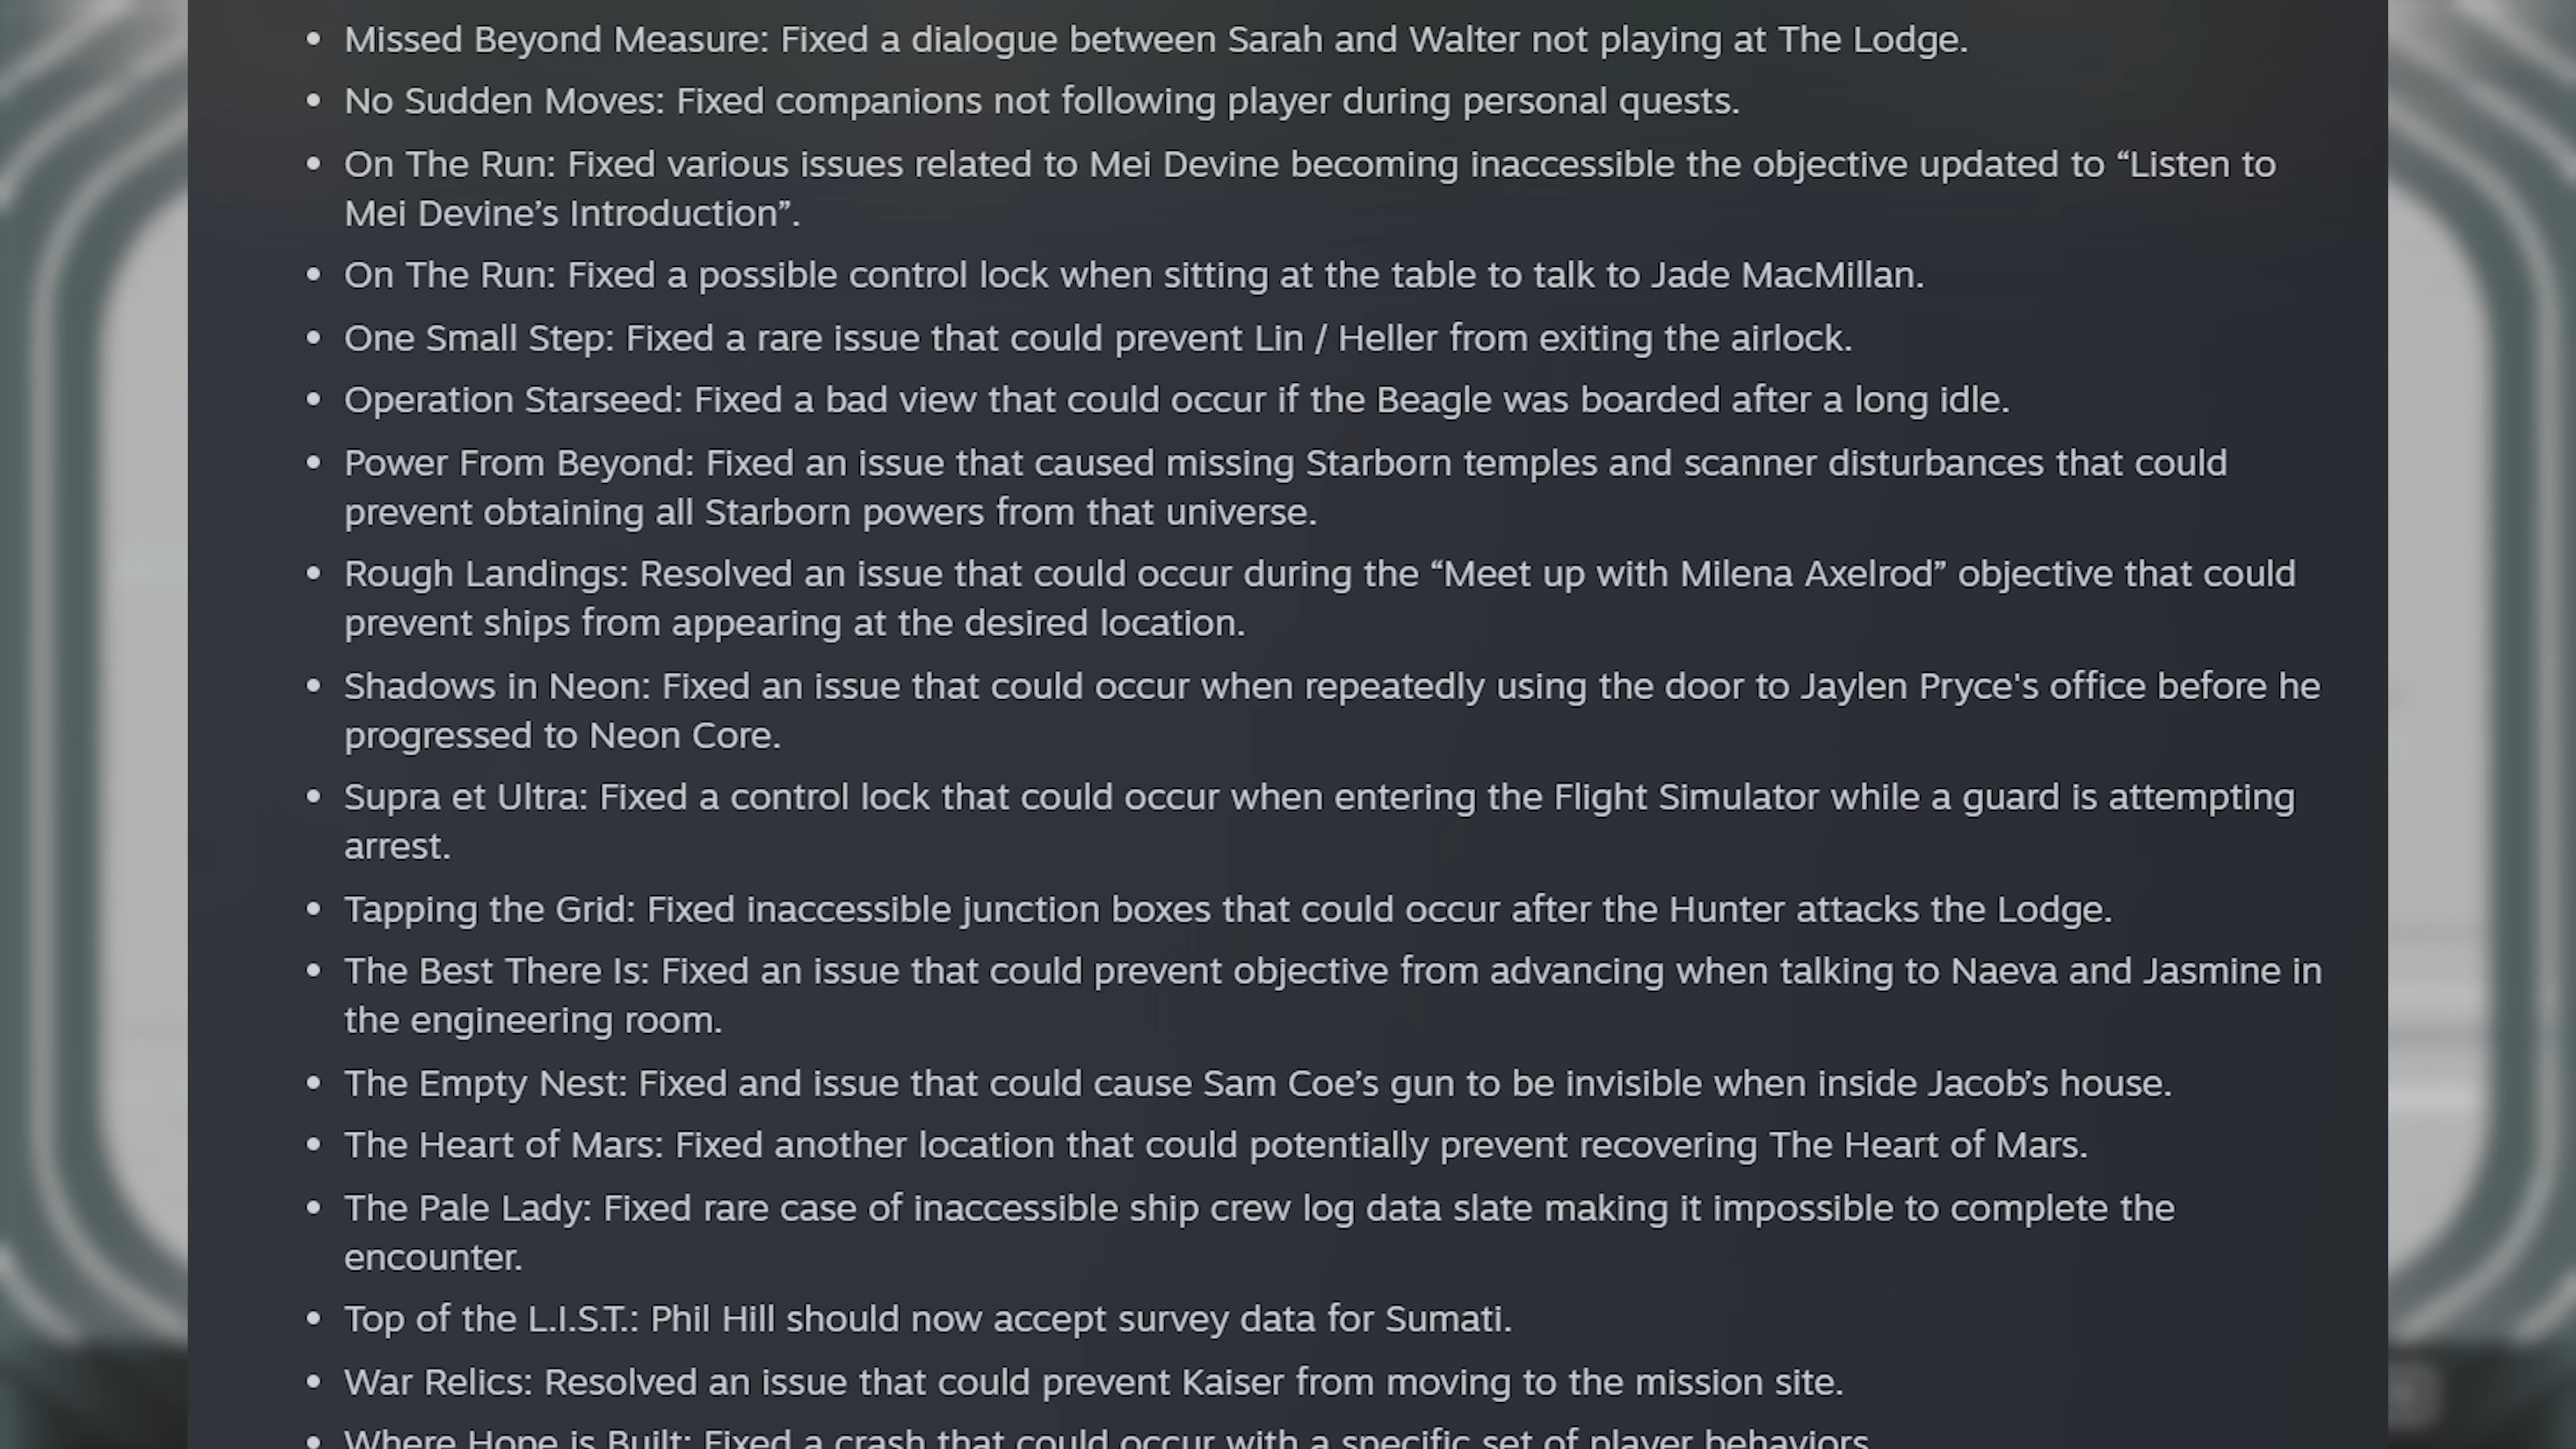 • Missed Beyond Measure: Fixed a dialogue between Sarah and Walter not playing at The Lodge.
• No Sudden Moves: Fixed companions not following player during personal quests.
• On The Run: Fixed various issues related to Mei Devine becoming inaccessible the objective updated to “Listen to
Mei Devine’s Introduction”.
• On The Run: Fixed a possible control lock when sitting at the table to talk to Jade MacMillan.
• One Small Step: Fixed a rare issue that could prevent Lin / Heller from exiting the airlock.
• Operation Starseed: Fixed a bad view that could occur if the Beagle was boarded after a long idle.
• Power From Beyond: Fixed an issue that caused missing Starborn temples and scanner disturbances that could
prevent obtaining all Starborn powers from that universe.
• Rough Landings: Resolved an issue that could occur during the “Meet up with Milena Axelrod” objective that could
prevent ships from appearing at the desired location.
• Shadows in Neon: Fixed an issue that could occur when repeatedly using the door to Jaylen Pryce's office before he
progressed to Neon Core.
• Supra et Ultra: Fixed a control lock that could occur when entering the Flight Simulator while a guard is attempting
arrest.
• Tapping the Grid: Fixed inaccessible junction boxes that could occur after the Hunter attacks the Lodge.
• The Best There Is: Fixed an issue that could prevent objective from advancing when talking to Naeva and Jasmine in
the engineering room.
• The Empty Nest: Fixed and issue that could cause Sam Coe’s gun to be invisible when inside Jacob’s house.
• The Heart of Mars: Fixed another location that could potentially prevent recovering The Heart of Mars.
• The Pale Lady: Fixed rare case of inaccessible ship crew log data slate making it impossible to complete the
encounter.
• Top of the L.I.S.T.: Phil Hill should now accept survey data for Sumati.
• War Relics: Resolved an issue that could prevent Kaiser from moving to the mission site.
• Where Hope is Built: Fixed a crash that could occur with a specific set of player behaviors.